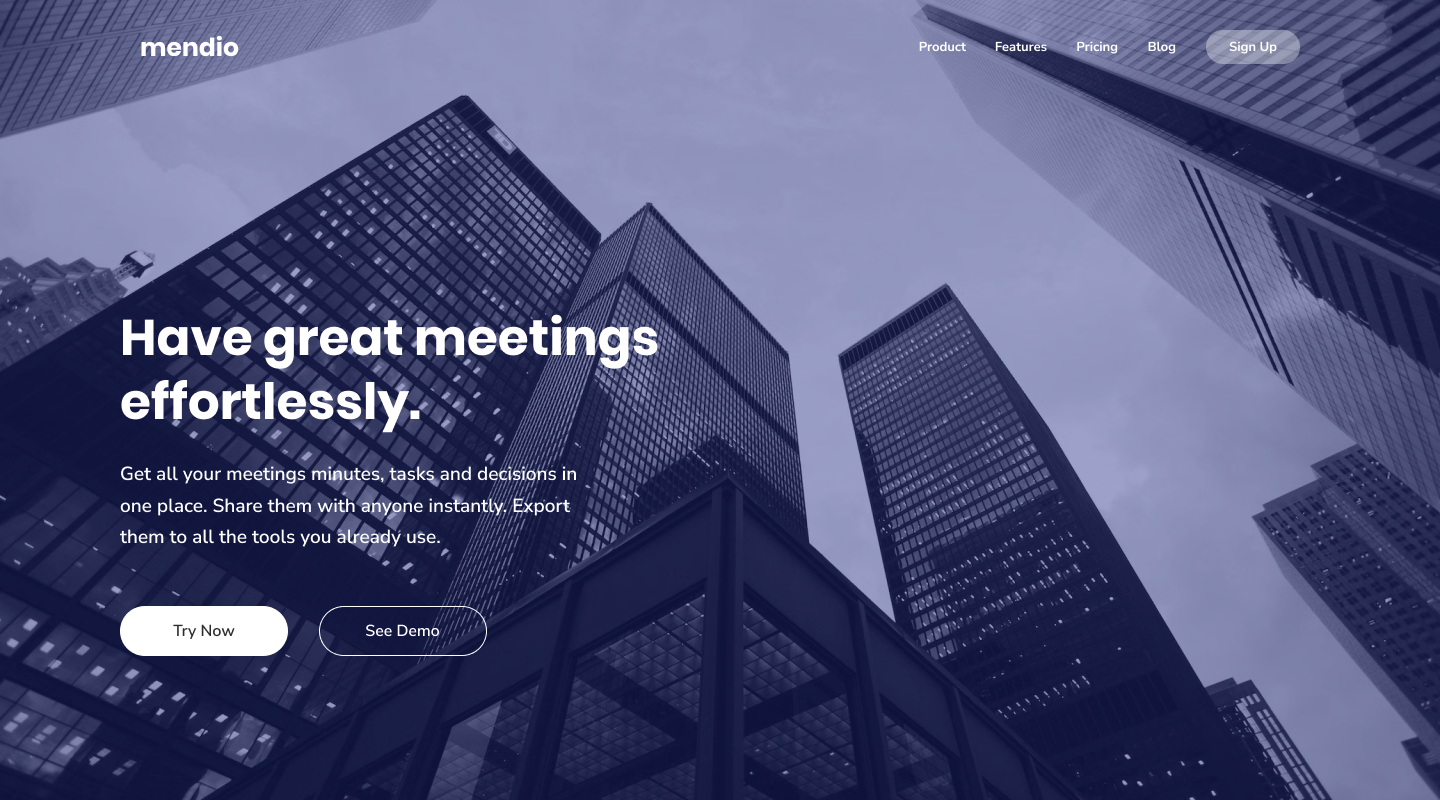 mendio
Product
Features
Pricing
Blog
Sign Up
Have great meetings
effortlessly.
Get all your meetings minutes, tasks and decisions in
one place. Share them with anyone instantly. Export
them to all the tools you already use.
Try Now
See Demo